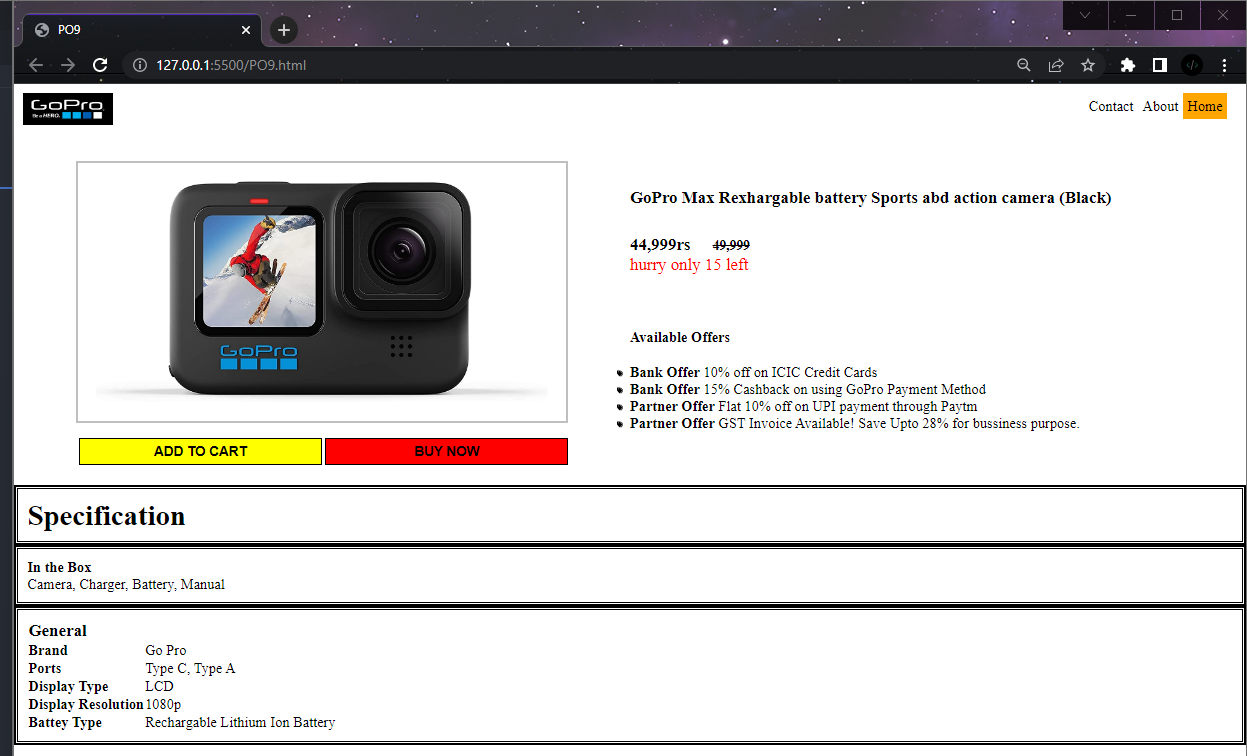 PO9
127.0.0.1:5500/PO9.html
GoPro
Be a HERO.
Contact About Home
GoPro
GoPro Max Rexhargable battery Sports abd action camera (Black)
44,999rs 49,999
hurry only 15 left
Available Offers
Bank Offer 10% off on ICIC Credit Cards
Bank Offer 15% Cashback on using GoPro Payment Method
Partner Offer Flat 10% off on UPI payment through Paytm
Partner Offer GST Invoice Available! Save Upto 28% for bussiness purpose.
ADD TO CART BUY NOW
Specification
In the Box
Camera, Charger, Battery, Manual
General
Brand Go Pro
Ports Type C, Type A
Display Type LCD
Display Resolution 1080p
Battey Type Rechargable Lithium Ion Battery